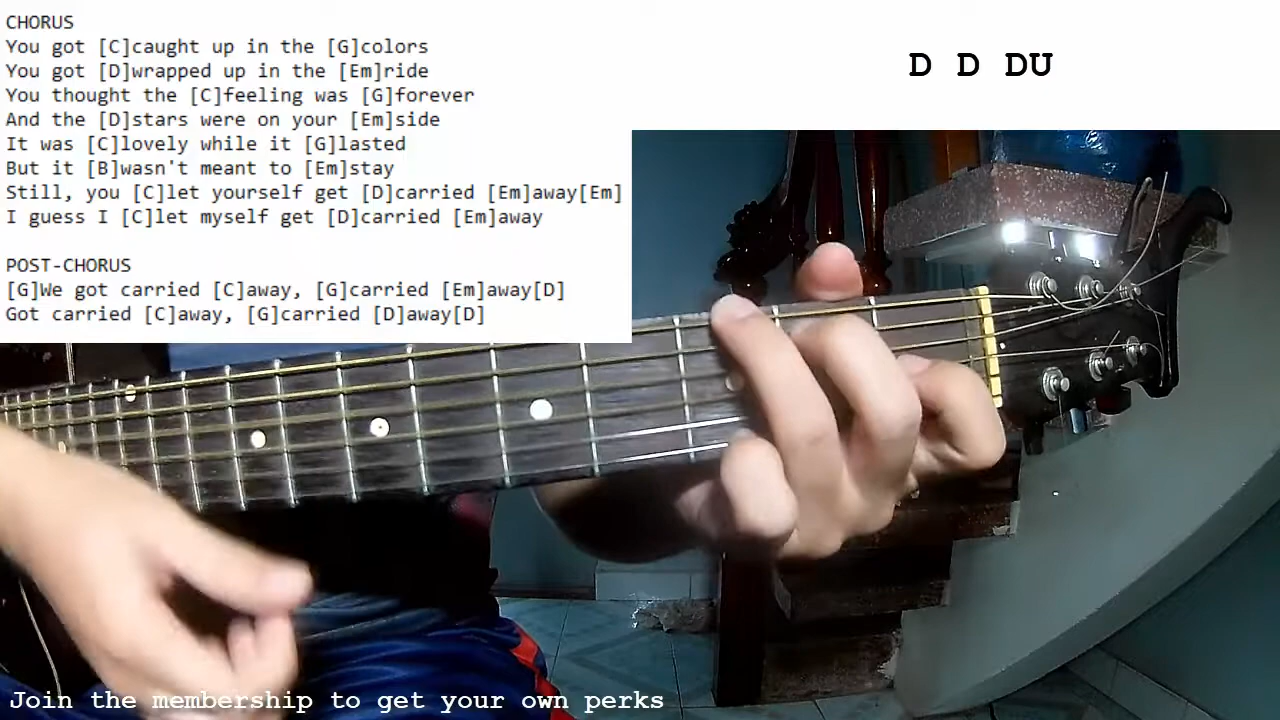 CHORUS
You got [C]caught up in the [G]colors
You got [D]wrapped up in the [Em]ride
You thought the [C]feeling was [G]forever
And the [D]stars were on your [Em]side
It was [C]lovely while it [G]lasted
But it [B]wasn't meant to [Em]stay
Still, you [C]let yourself get [D]carried [Em]away[Em]
I guess I [C]let myself get [D]carried [Em]away
POST-CHORUS
[G]We got carried [C]away, [G]carried [Em]away[D]
Got carried [C]away, [G]carried [D]away[D]
D D DU
Join the membership to get your own perks